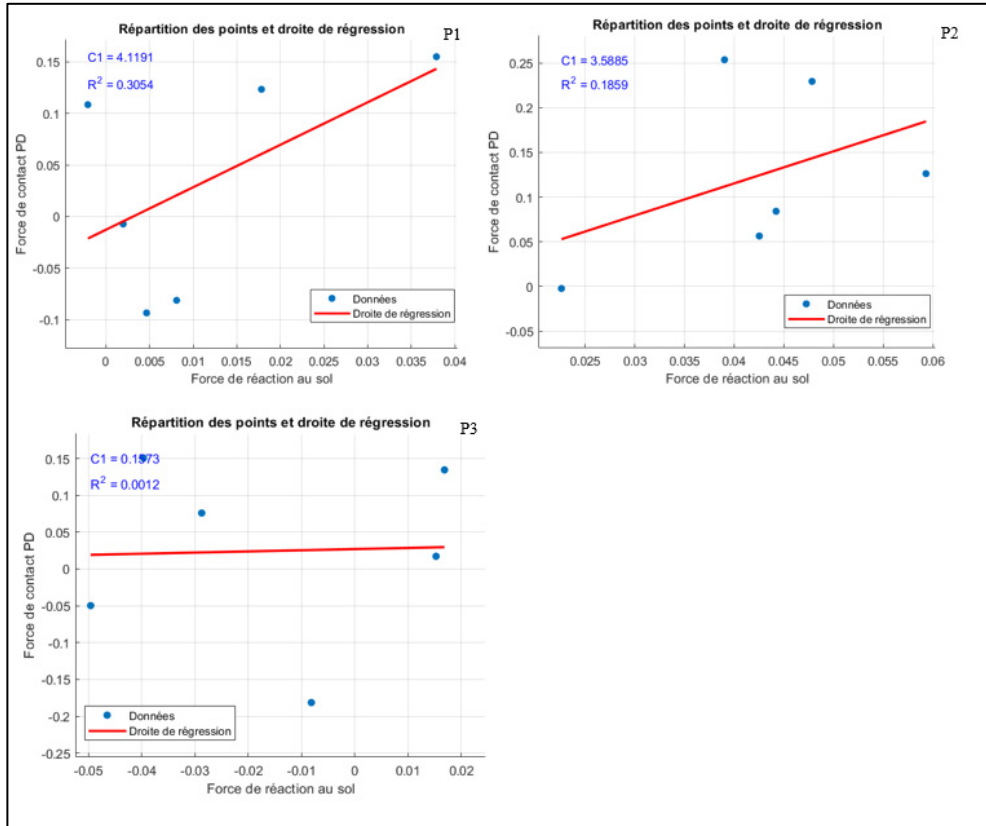 Répartition des points et droite de régression
P1
C1 = 4.1191
R² = 0.3054
Force de contact PD
0.15
0.1
0.05
0
-0.05
-0.1
0 0.005 0.01 0.015 0.02 0.025 0.03 0.035 0.04
Force de réaction au sol
Données
Droite de régression
Répartition des points et droite de régression
P2
C1 = 3.5885
R² = 0.1859
Force de contact PD
0.25
0.2
0.15
0.1
0.05
0
-0.05
0.025 0.03 0.035 0.04 0.045 0.05 0.055 0.06
Force de réaction au sol
Données
Droite de régression
Répartition des points et droite de régression
P3
C1 = 0.1573
R² = 0.0012
Force de contact PD
0.15
0.1
0.05
0
-0.05
-0.1
-0.15
-0.2
-0.25
-0.05 -0.04 -0.03 -0.02 -0.01 0 0.01 0.02
Force de réaction au sol
Données
Droite de régression